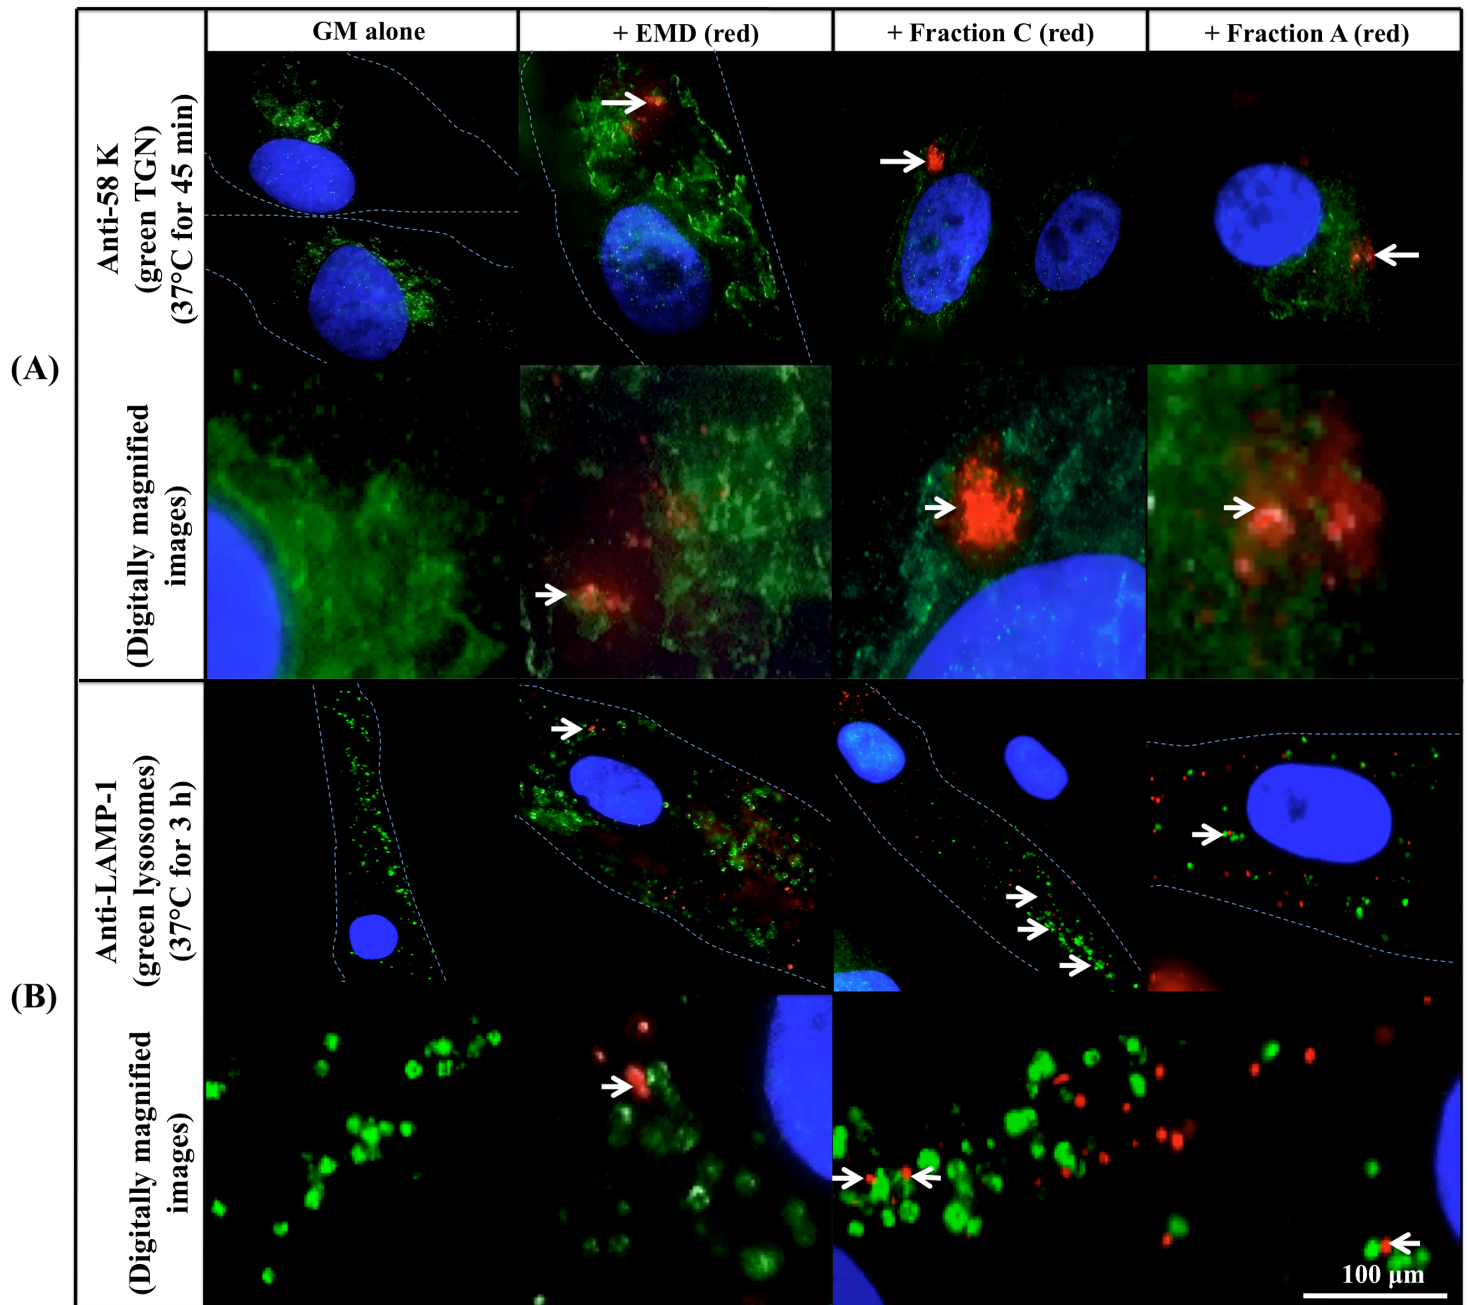 GM alone
+ EMD (red)
+ Fraction C (red)
+ Fraction A (red)
(A)
Anti-58 K
(green TGN)
(37°C for 45 min)
(Digitally magnified
images)
(B)
Anti-LAMP-1
(green lysosomes)
(37°C for 3 h)
(Digitally magnified
images)
100 μm